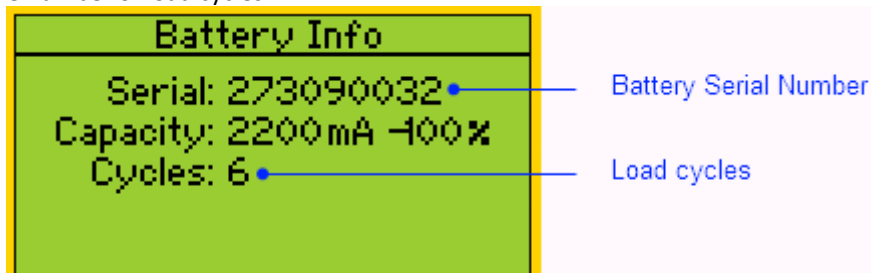 Battery Info
Serial: 273090032 Battery Serial Number
Capacity: 2200mA -100%
Cycles: 6 Load cycles